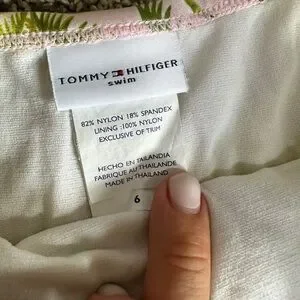 TOMMY HILFIGER
swim
82% NYLON 18% SPANDEX
LINING :100% NYLON
EXCLUSIVE OF TRIM
HECHO EN TAILANDIA
FABRIQUE AU THAILANDE
MADE IN THAILAND
6